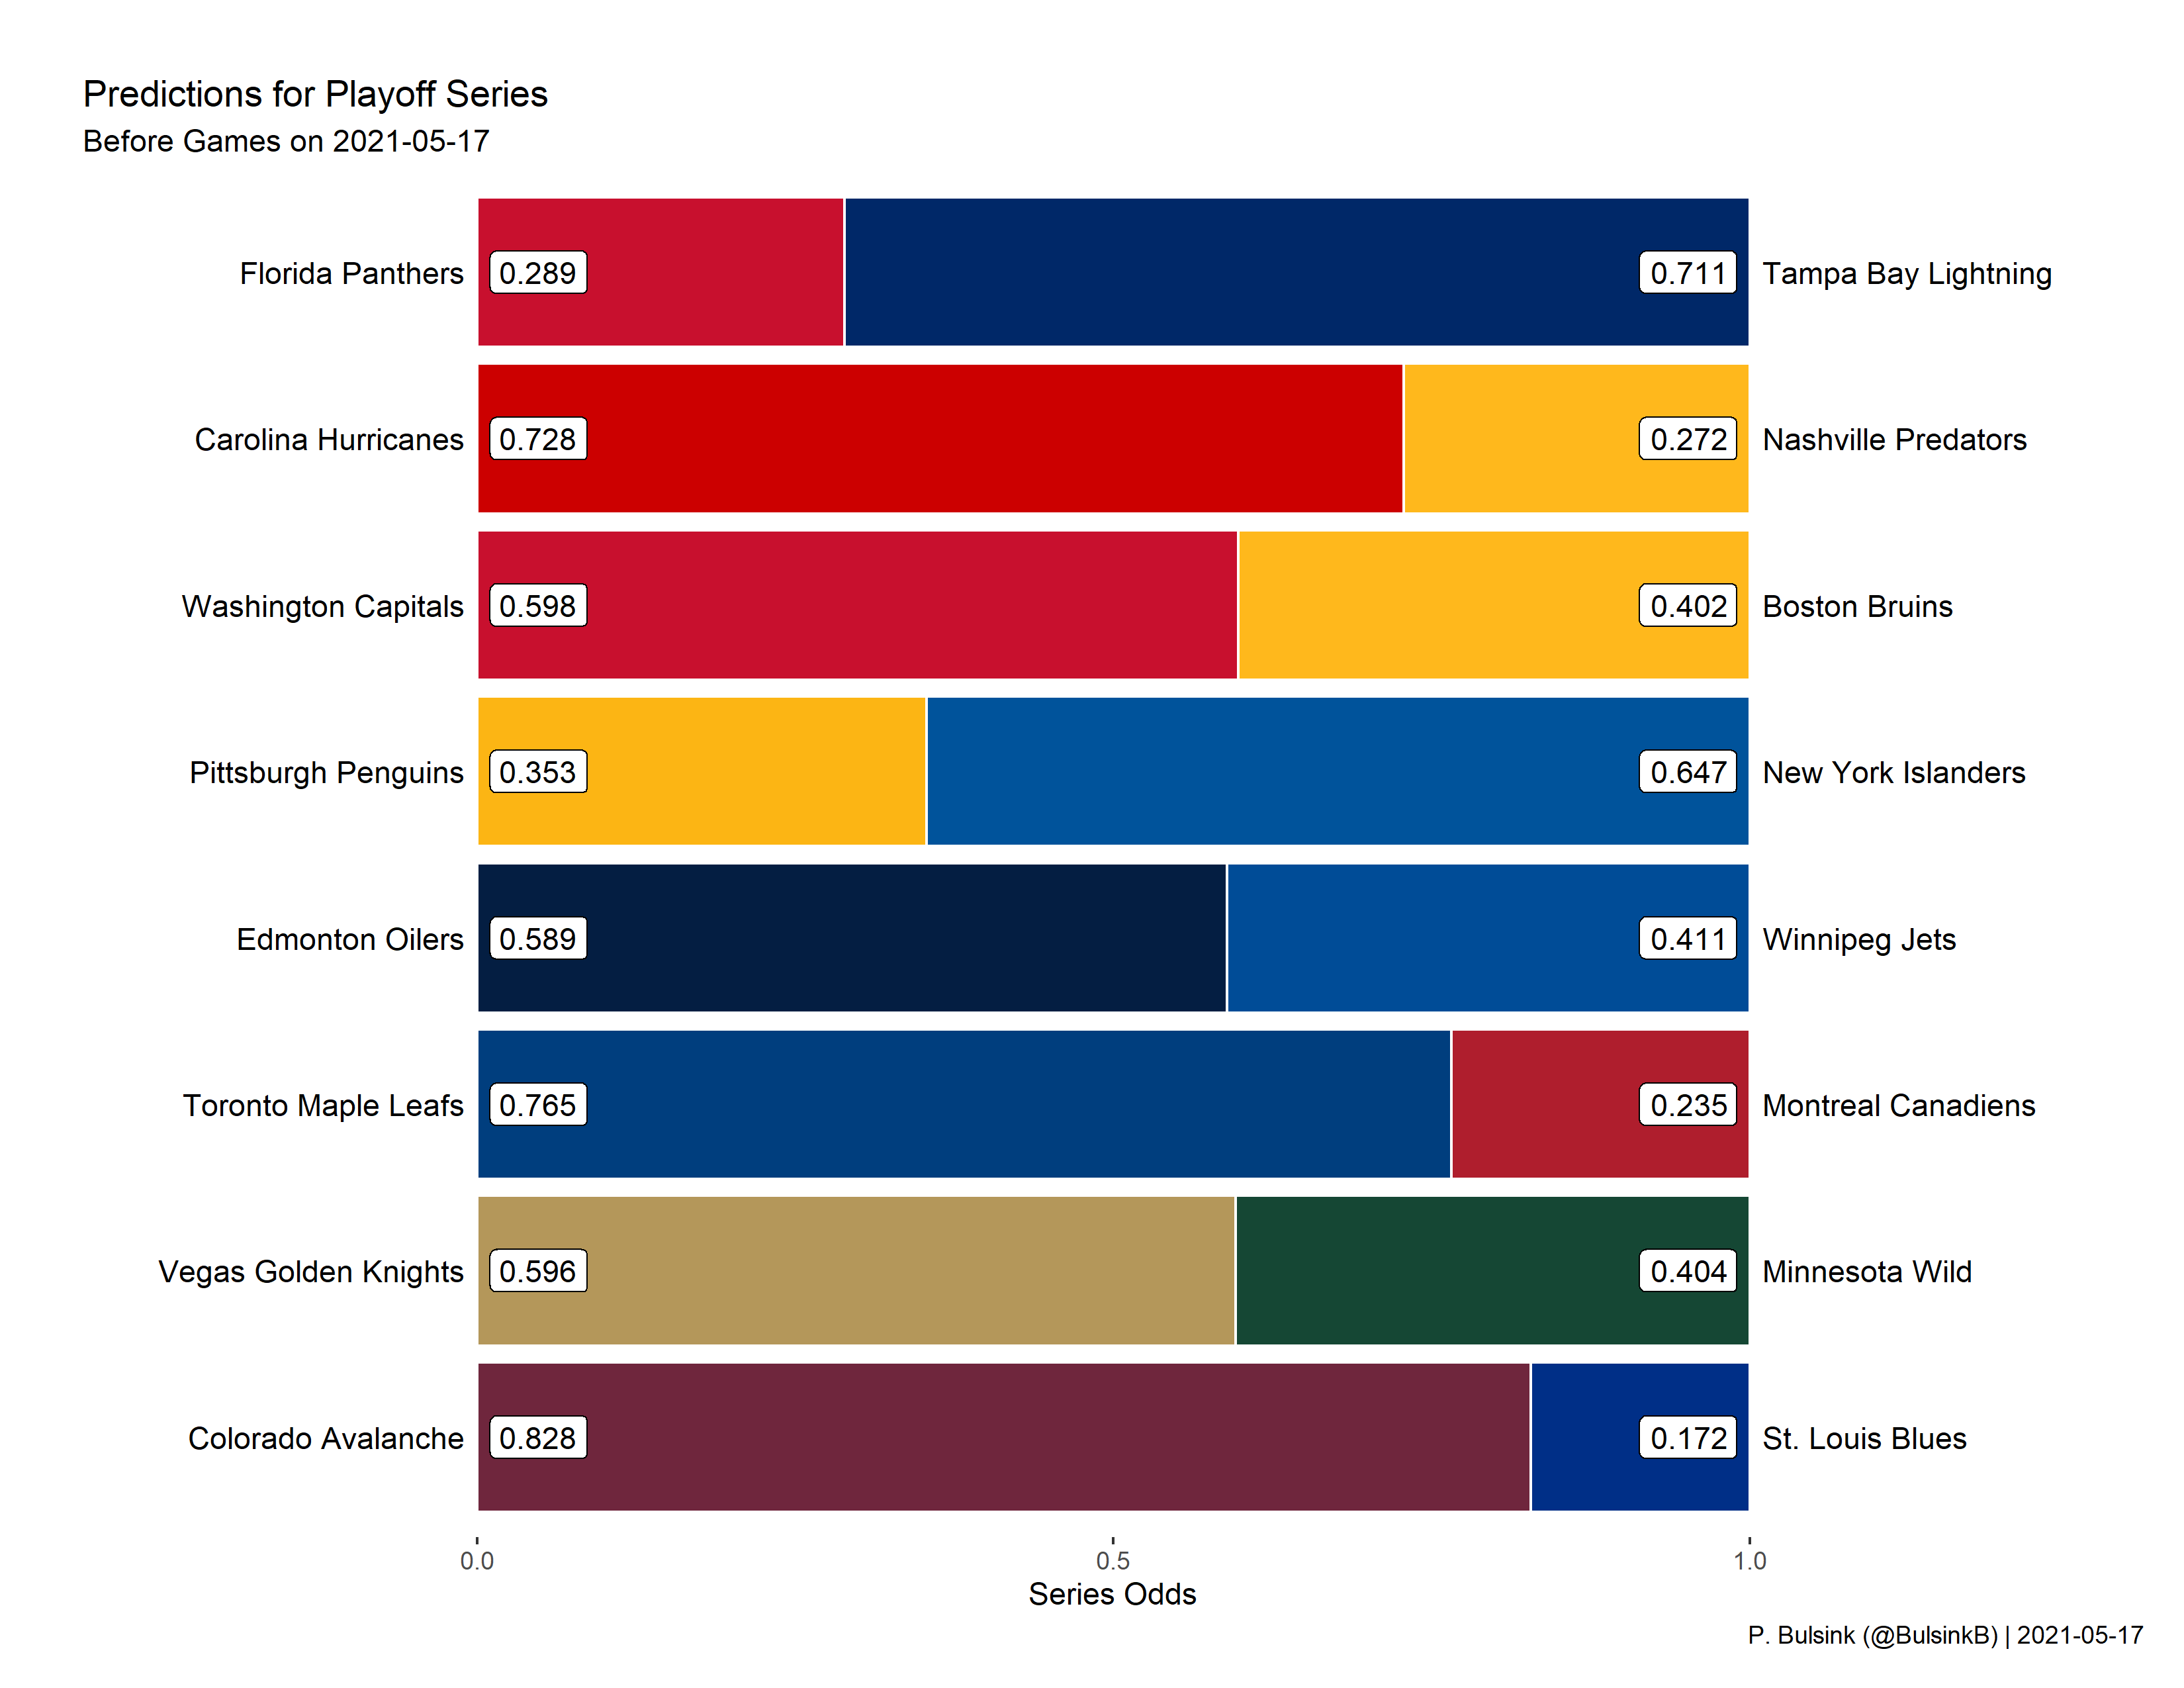 Predictions for Playoff Series
Before Games on 2021-05-17
Florida Panthers 0.289 0.711 Tampa Bay Lightning
Carolina Hurricanes 0.728 0.272 Nashville Predators
Washington Capitals 0.598 0.402 Boston Bruins
Pittsburgh Penguins 0.353 0.647 New York Islanders
Edmonton Oilers 0.589 0.411 Winnipeg Jets
Toronto Maple Leafs 0.765 0.235 Montreal Canadiens
Vegas Golden Knights 0.596 0.404 Minnesota Wild
Colorado Avalanche 0.828 0.172 St. Louis Blues
0.0 0.5 1.0
Series Odds
P. Bulsink (@BulsinkB) | 2021-05-17